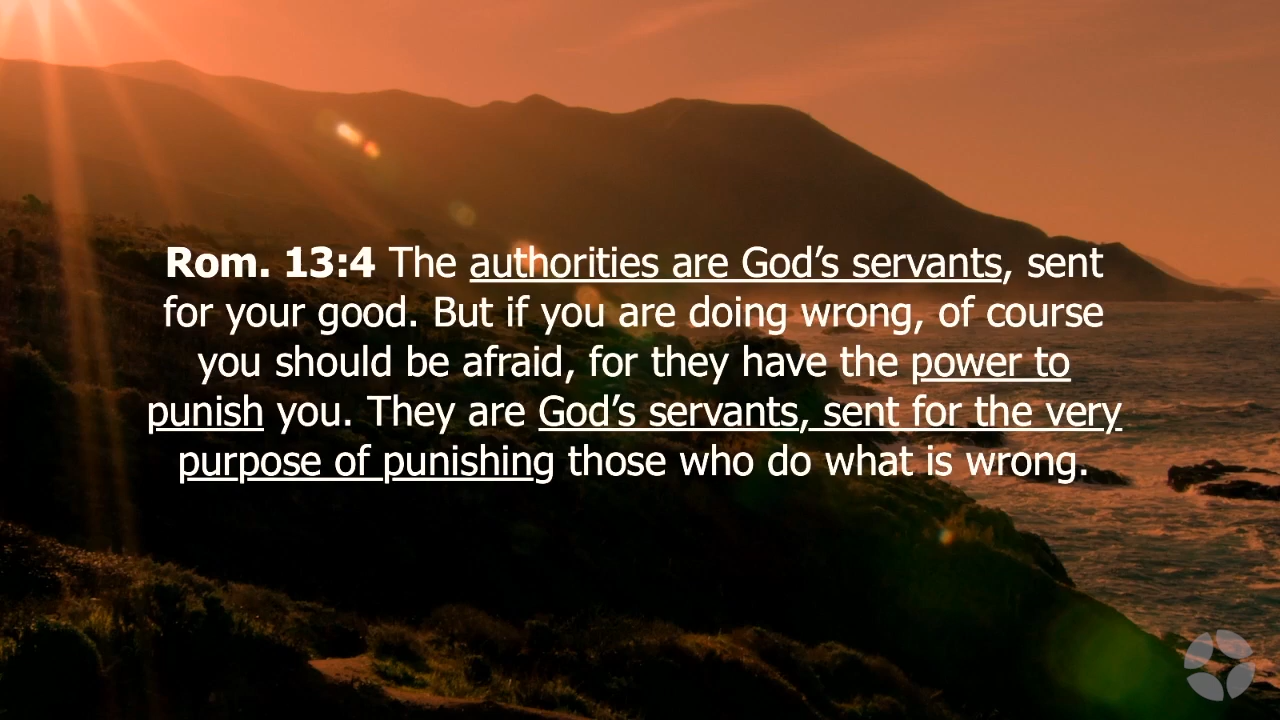 Rom. 13:4 The authorities are God’s servants, sent
for your good. But if you are doing wrong, of course
you should be afraid, for they have the power to
punish you. They are God’s servants, sent for the very
purpose of punishing those who do what is wrong.